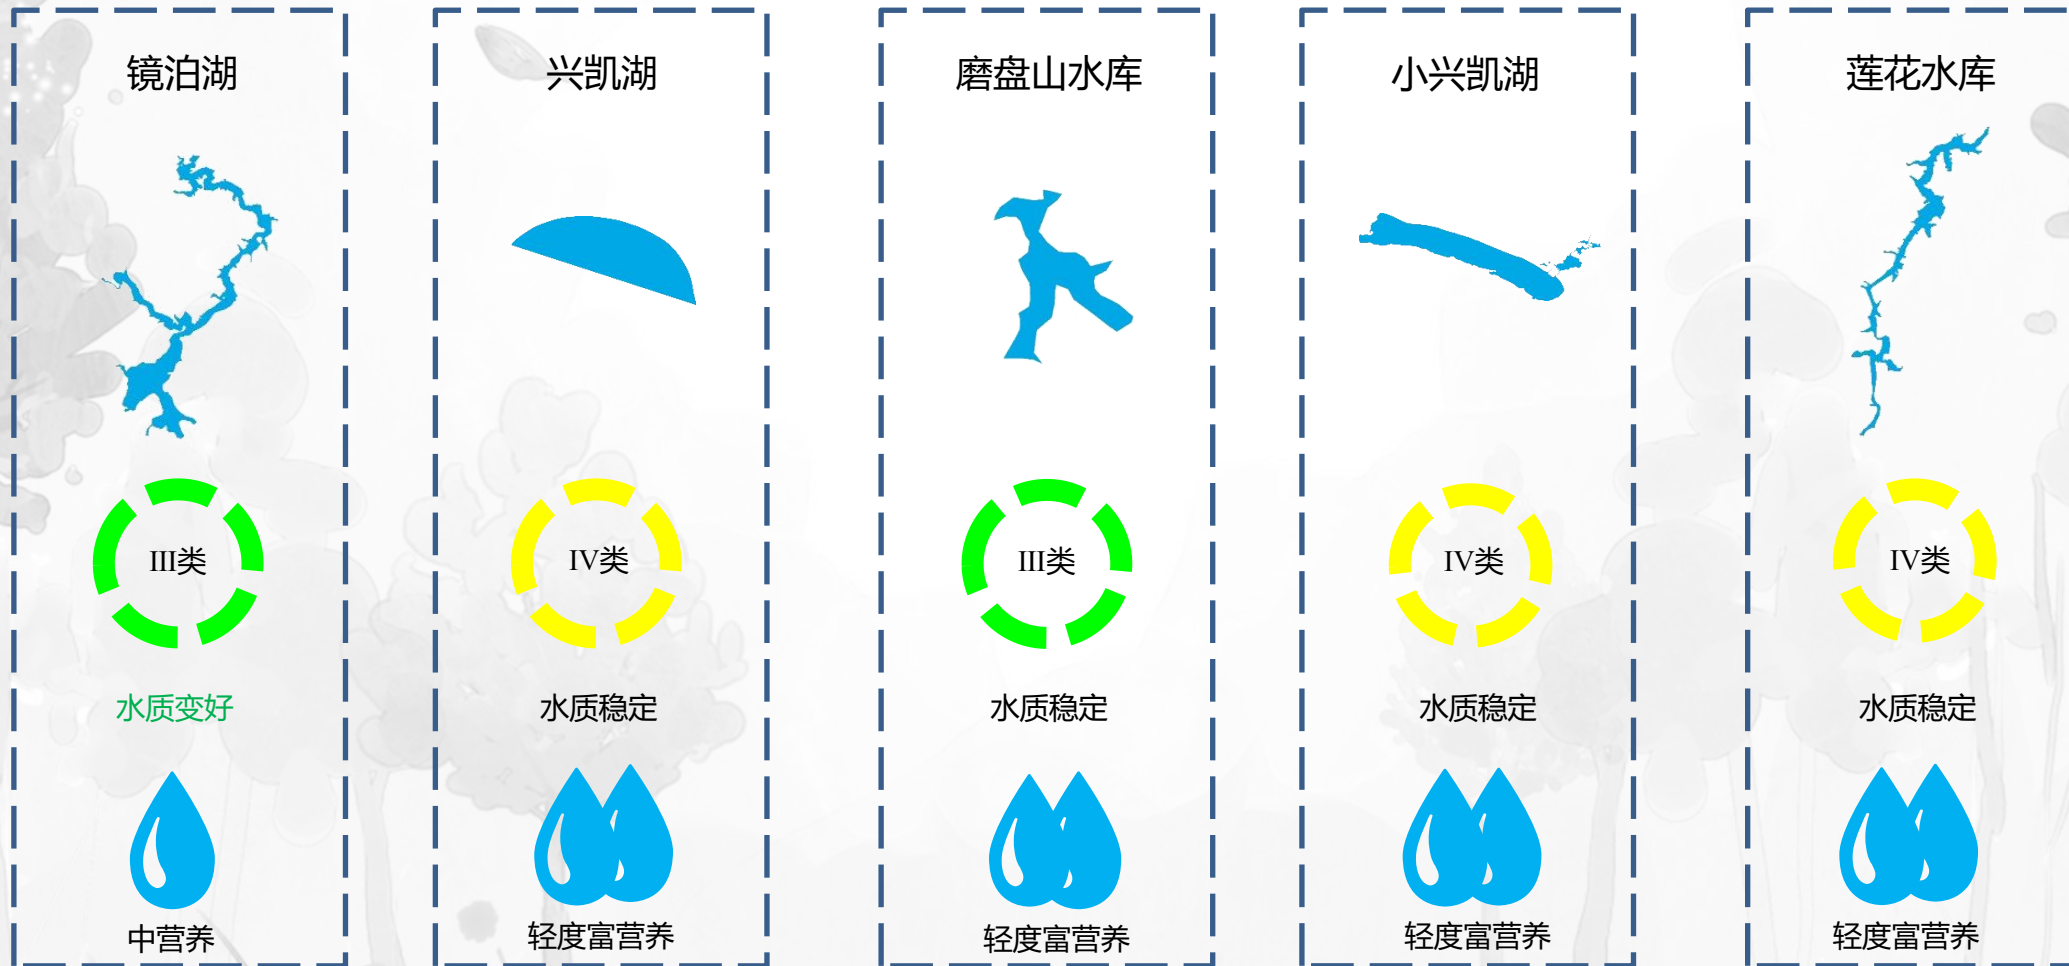 镜泊湖
III类
水质变好
中营养
兴凯湖
IV类
水质稳定
轻度富营养
磨盘山水库
III类
水质稳定
轻度富营养
小兴凯湖
IV类
水质稳定
轻度富营养
莲花水库
IV类
水质稳定
轻度富营养